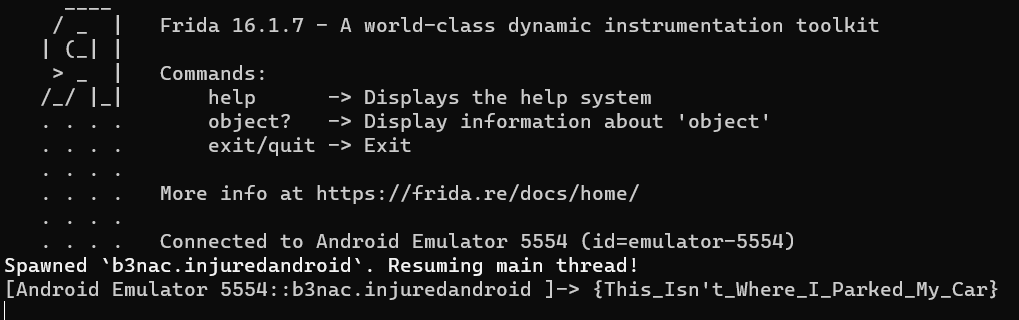 Frida 16.1.7 - A world-class dynamic instrumentation toolkit
Commands:
help -> Displays the help system
object? -> Display information about 'object'
exit/quit -> Exit
More info at https://frida.re/docs/home/
Connected to Android Emulator 5554 (id=emulator-5554)
Spawned `b3nac.injuredandroid`. Resuming main thread!
[Android Emulator 5554::b3nac.injuredandroid ]-> {This_Isn't_Where_I_Parked_My_Car}